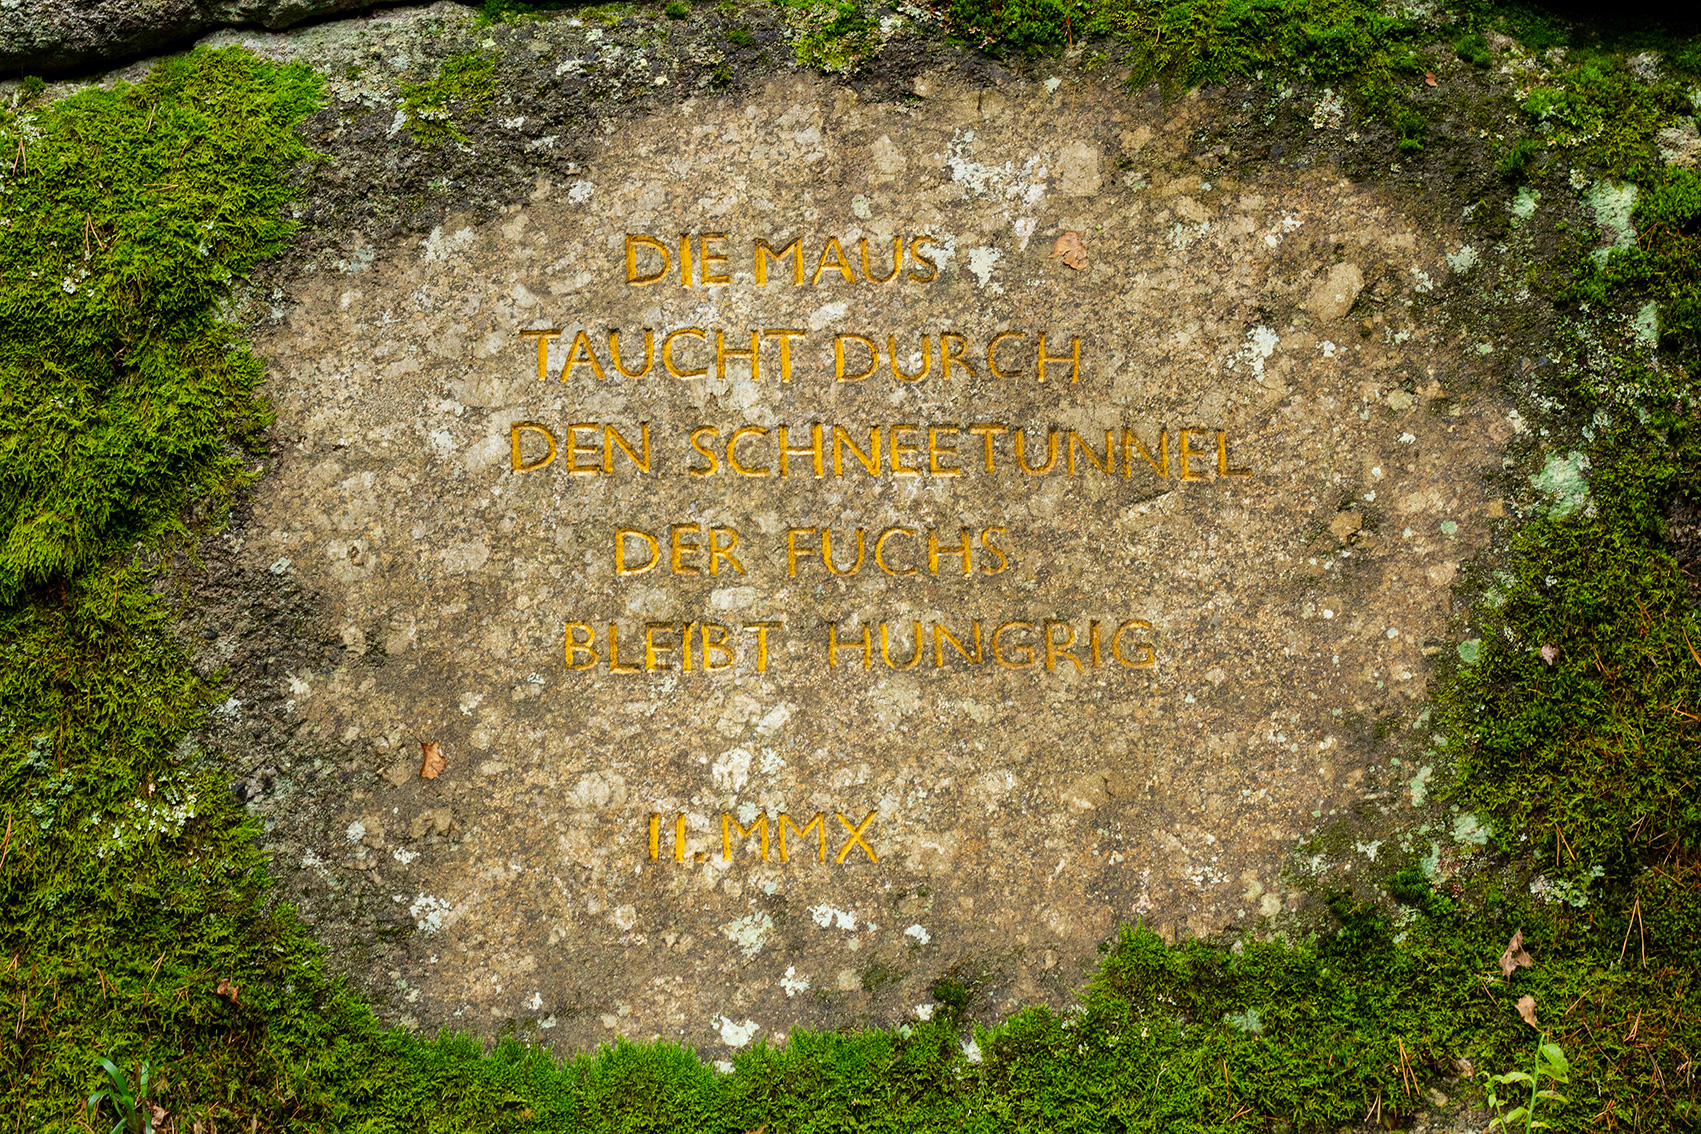 DIE MAUS
TAUCHT DURCH
DEN SCHNEETUNNEL
DER FUCHS
BLEIBT HUNGRIG
II. MMX